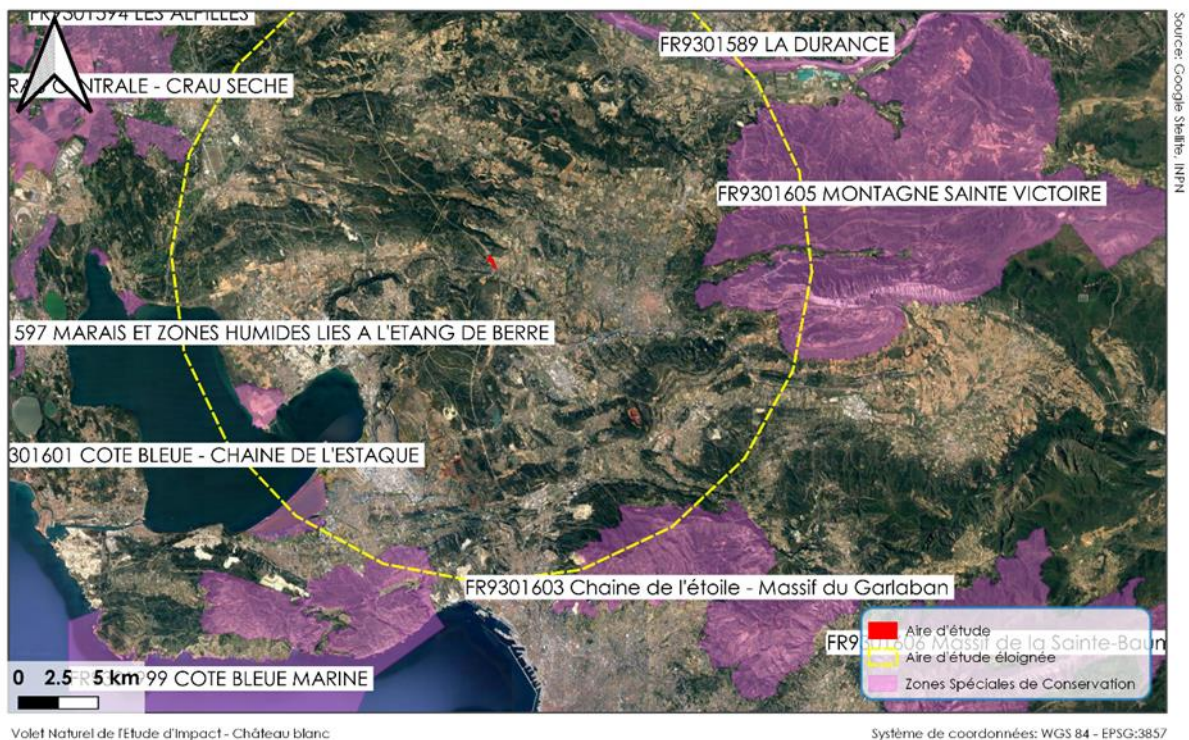 FR9301594 LES ALPILLES
FR9301589 LA DURANCE
CENTRALE - CRAU SECHE
FR9301605 MONTAGNE SAINTE VICTOIRE
597 MARAIS ET ZONES HUMIDES LIES A L'ETANG DE BERRE
301601 COTE BLEUE - CHAINE DE L'ESTAQUE
FR9301603 Chaine de l'étoile - Massif du Garlaban
FR9301606 Massif de la Sainte-Baum
99 COTE BLEUE MARINE
0 2.5 5 km
Aire d'étude
Aire d'étude éloignée
Zones Spéciales de Conservation
Source: Google Stellite, INPN
Volet Naturel de l'Etude d'Impact - Château blanc
Système de coordonnées: WGS 84 - EPSG:3857